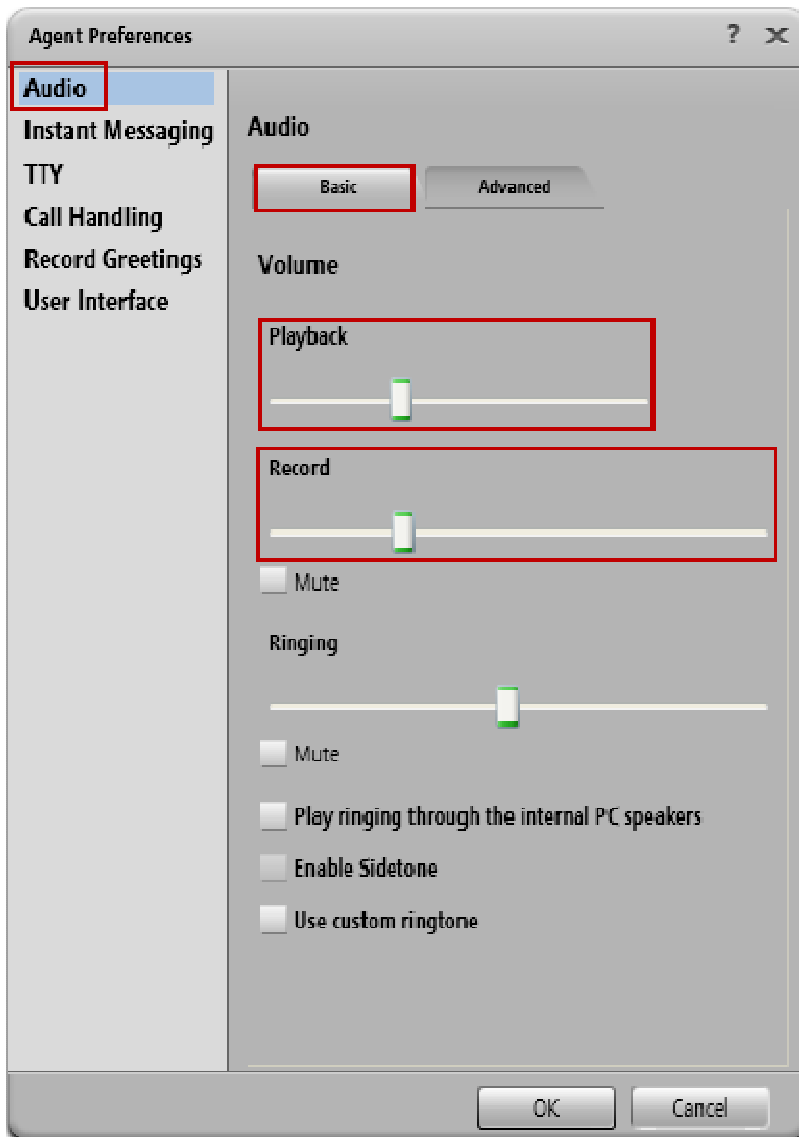 Agent Preferences ?
Audio
Instant Messaging
TTY
Call Handling
Record Greetings
User Interface
Audio
Basic Advanced
Volume
Playback
Record
Mute
Ringing
Mute
Play ringing through the internal PC speakers
Enable Sidetone
Use custom ringtone
OK Cancel